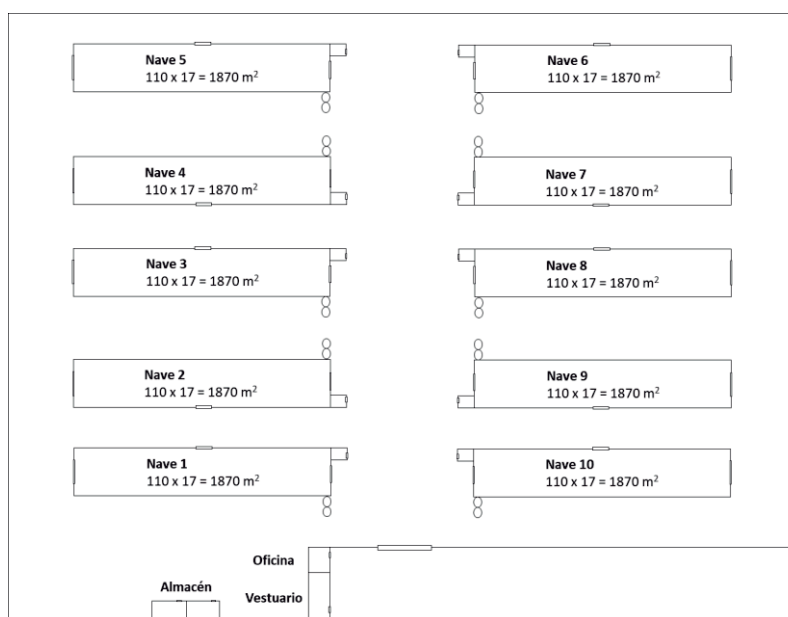 Nave 5
110 x 17 = 1870 m²
Nave 6
110 x 17 = 1870 m²
Nave 4
110 x 17 = 1870 m²
Nave 7
110 x 17 = 1870 m²
Nave 3
110 x 17 = 1870 m²
Nave 8
110 x 17 = 1870 m²
Nave 2
110 x 17 = 1870 m²
Nave 9
110 x 17 = 1870 m²
Nave 1
110 x 17 = 1870 m²
Nave 10
110 x 17 = 1870 m²
Oficina
Almacén
Vestuario